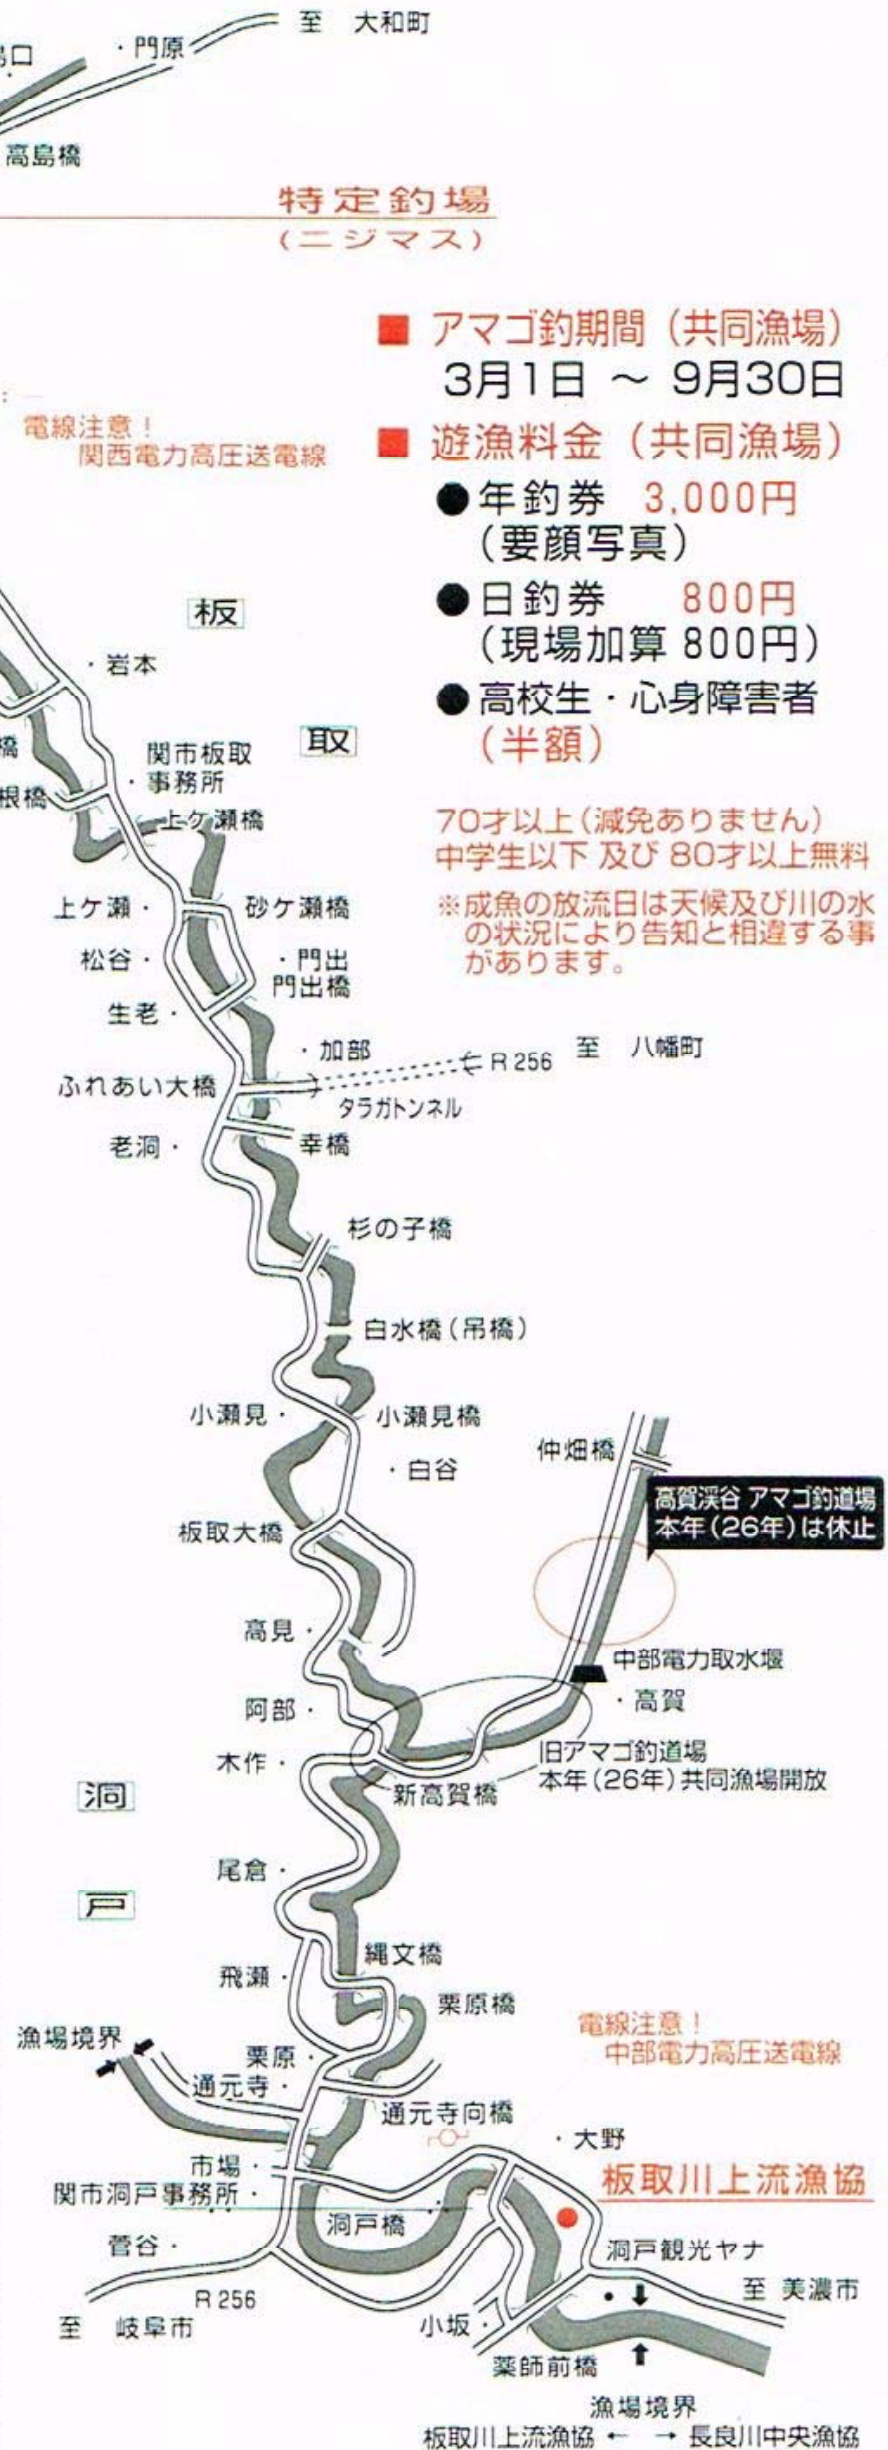 至 大和町
・門原
島口
高島橋
特定釣場
(ニジマス)
■ アマゴ釣期間(共同漁場)
3月1日 ～ 9月30日
電線注意！
関西電力高圧送電線
■ 遊漁料金(共同漁場)
●年釣券 3,000円
(要顔写真)
●日釣券 800円
(現場加算 800円)
●高校生・心身障害者
(半額)
70才以上(減免ありません)
中学生以下 及び 80才以上無料
※成魚の放流日は天候及び川の水
の状況により告知と相違する事
があります。
板
取
・岩本
橋
関市板取
・事務所
根橋
上ケ瀬橋
上ケ瀬・
砂ケ瀬橋
松谷・
・門出
門出橋
生老・
・加部
R 256
至 八幡町
ふれあい大橋
タラガトンネル
老洞・
幸橋
杉の子橋
白水橋(吊橋)
小瀬見・
小瀬見橋
・白谷
仲畑橋
高賀渓谷 アマゴ釣道場
本年(26年)は休止
板取大橋
高見・
中部電力取水堰
・高賀
阿部・
木作・
旧アマゴ釣道場
本年(26年)共同漁場開放
新高賀橋
洞
戸
尾倉・
縄文橋
飛瀬・
栗原橋
電線注意！
中部電力高圧送電線
漁場境界
栗原・
通元寺・
通元寺向橋
・大野
市場・
関市洞戸事務所・
板取川上流漁協
洞戸橋
菅谷・
洞戸観光ヤナ
R 256
至 美濃市
至 岐阜市
小坂・
薬師前橋
漁場境界
板取川上流漁協 ← → 長良川中央漁協